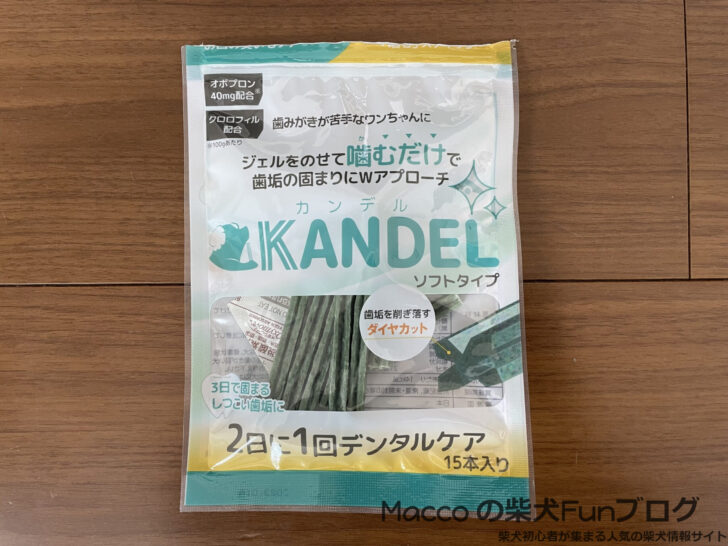 オボプロン
40mg配合※
クロロフィル
配合
※100gあたり
歯みがきが苦手なワンちゃんに
ジェルをのせて噛むだけで
歯垢の固まりにWアプローチ
カンデル
KANDEL
ソフトタイプ
歯垢を削ぎ落す
ダイヤカット
3日で固まる
しつこい歯垢に
2日に1回デンタルケア
15本入り
Maccoの柴犬Funブログ
柴犬初心者が集まる人気の柴犬情報サイト